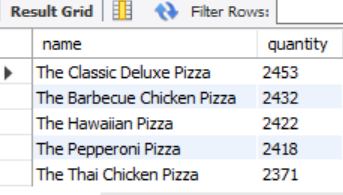 Result Grid Filter Rows:
name quantity
The Classic Deluxe Pizza 2453
The Barbecue Chicken Pizza 2432
The Hawaiian Pizza 2422
The Pepperoni Pizza 2418
The Thai Chicken Pizza 2371